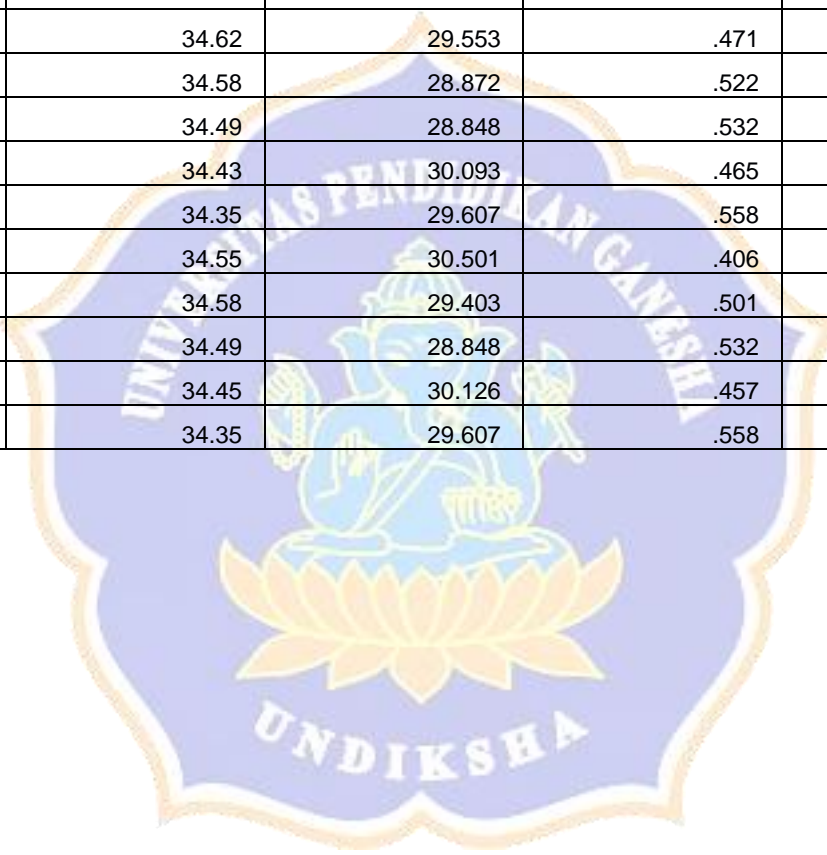 34.62 29.553 .471
34.58 28.872 .522
34.49 28.848 .532
34.43 30.093 .465
34.35 29.607 .558
34.55 30.501 .406
34.58 29.403 .501
34.49 28.848 .532
34.45 30.126 .457
34.35 29.607 .558
UNIVERSITAS PENDIDIKAN GANESHA
UNDIKSHA